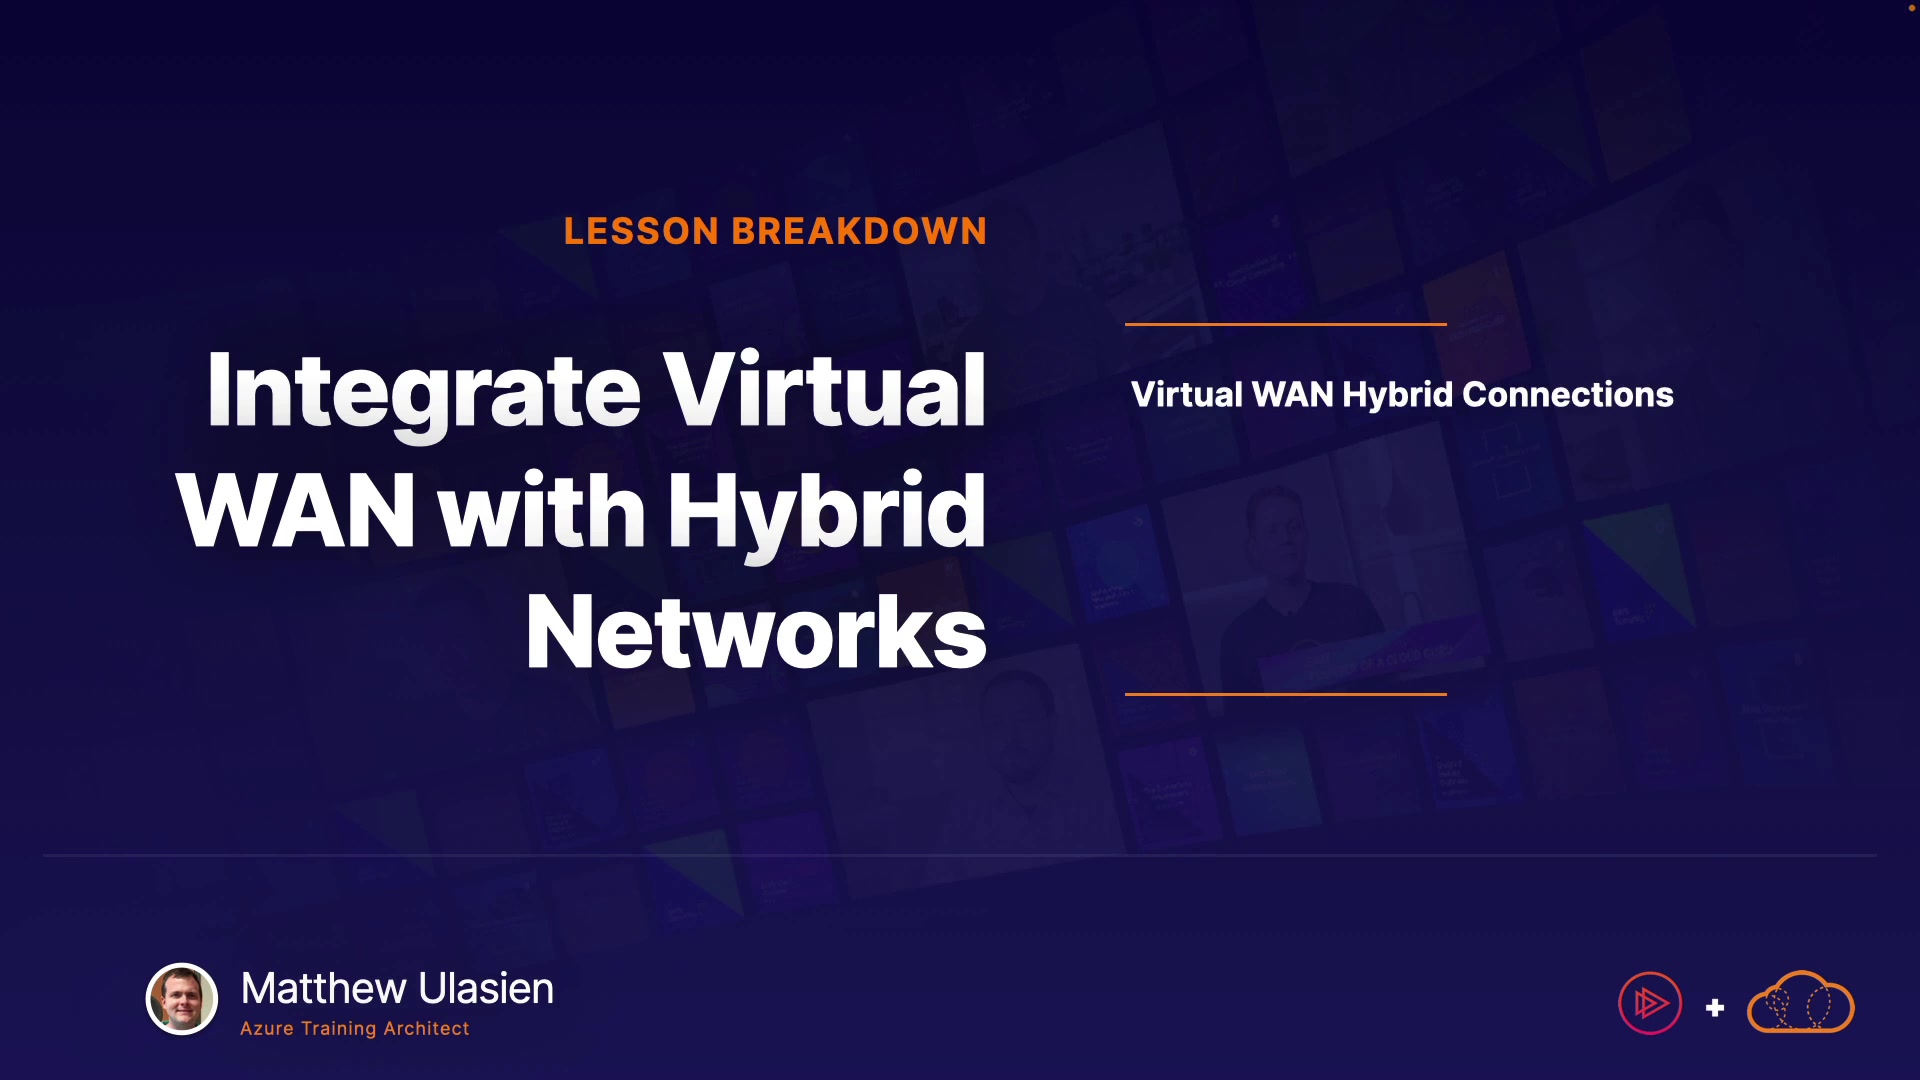 LESSON BREAKDOWN
Integrate Virtual
WAN with Hybrid
Networks
Virtual WAN Hybrid Connections
Matthew Ulasien
Azure Training Architect